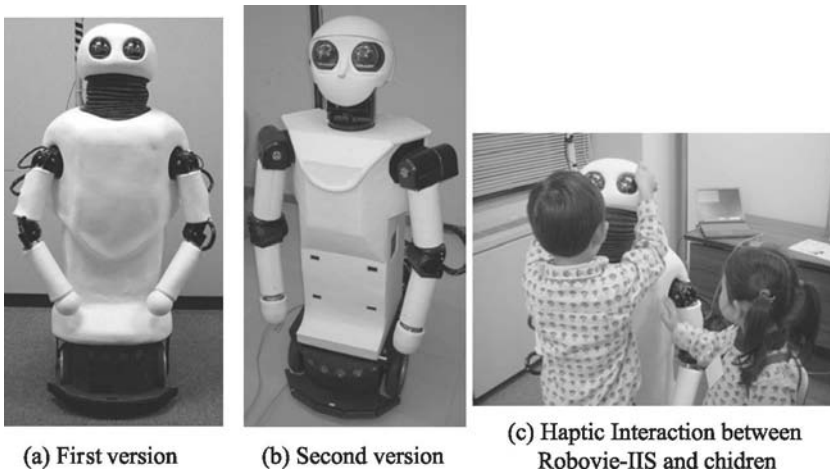 (a) First version
(b) Second version
(c) Haptic Interaction between
Robovie-IIS and chidren